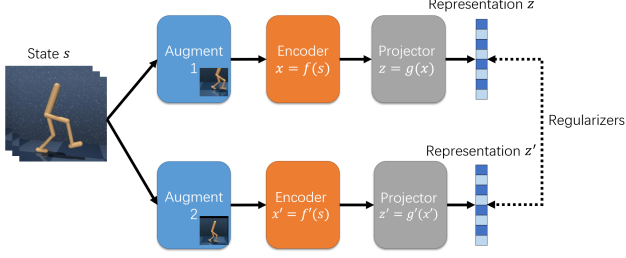 Representation z
State s
Augment
1
Encoder
x = f(s)
Projector
z = g(x)
Regularizers
Representation z′
Augment
2
Encoder
x′ = f′(s)
Projector
z′ = g′(x′)